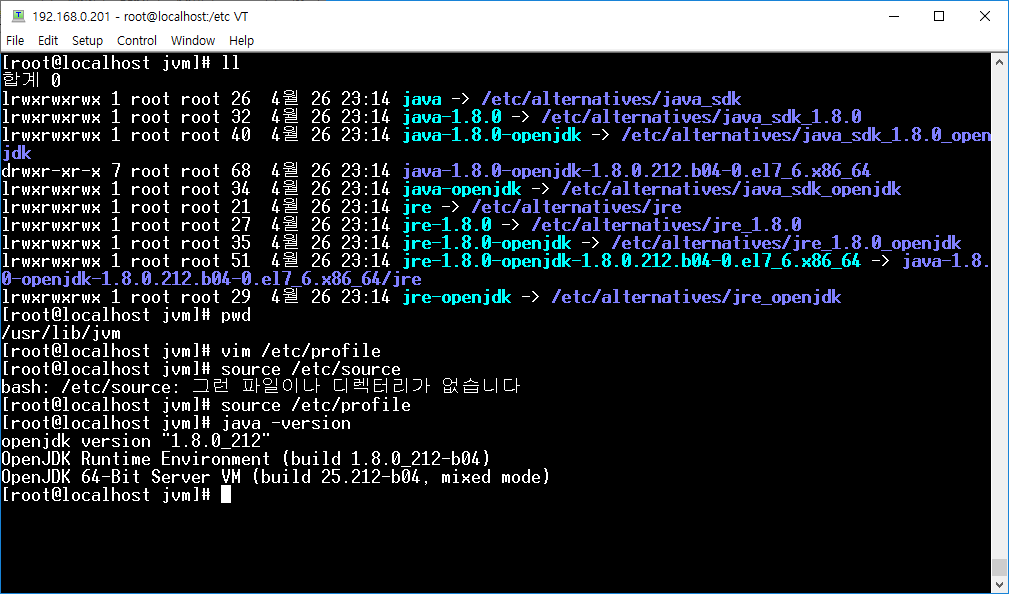 192.168.0.201 - root@localhost:/etc VT
File Edit Setup Control Window Help
[root@localhost jvm]# ll
합계 0
lrwxrwxrwx 1 root root 26  4월 26 23:14 java -> /etc/alternatives/java_sdk
lrwxrwxrwx 1 root root 32  4월 26 23:14 java-1.8.0 -> /etc/alternatives/java_sdk_1.8.0
lrwxrwxrwx 1 root root 40  4월 26 23:14 java-1.8.0-openjdk -> /etc/alternatives/java_sdk_1.8.0_open
jdk
drwxr-xr-x 7 root root 68  4월 26 23:14 java-1.8.0-openjdk-1.8.0.212.b04-0.el7_6.x86_64
lrwxrwxrwx 1 root root 34  4월 26 23:14 java-openjdk -> /etc/alternatives/java_sdk_openjdk
lrwxrwxrwx 1 root root 21  4월 26 23:14 jre -> /etc/alternatives/jre
lrwxrwxrwx 1 root root 27  4월 26 23:14 jre-1.8.0 -> /etc/alternatives/jre_1.8.0
lrwxrwxrwx 1 root root 35  4월 26 23:14 jre-1.8.0-openjdk -> /etc/alternatives/jre_1.8.0_openjdk
lrwxrwxrwx 1 root root 51  4월 26 23:14 jre-1.8.0-openjdk-1.8.0.212.b04-0.el7_6.x86_64 -> java-1.8.
0-openjdk-1.8.0.212.b04-0.el7_6.x86_64/jre
lrwxrwxrwx 1 root root 29  4월 26 23:14 jre-openjdk -> /etc/alternatives/jre_openjdk
[root@localhost jvm]# pwd
/usr/lib/jvm
[root@localhost jvm]# vim /etc/profile
[root@localhost jvm]# source /etc/source
bash: /etc/source: 그런 파일이나 디렉터리가 없습니다
[root@localhost jvm]# source /etc/profile
[root@localhost jvm]# java -version
openjdk version "1.8.0_212"
OpenJDK Runtime Environment (build 1.8.0_212-b04)
OpenJDK 64-Bit Server VM (build 25.212-b04, mixed mode)
[root@localhost jvm]#